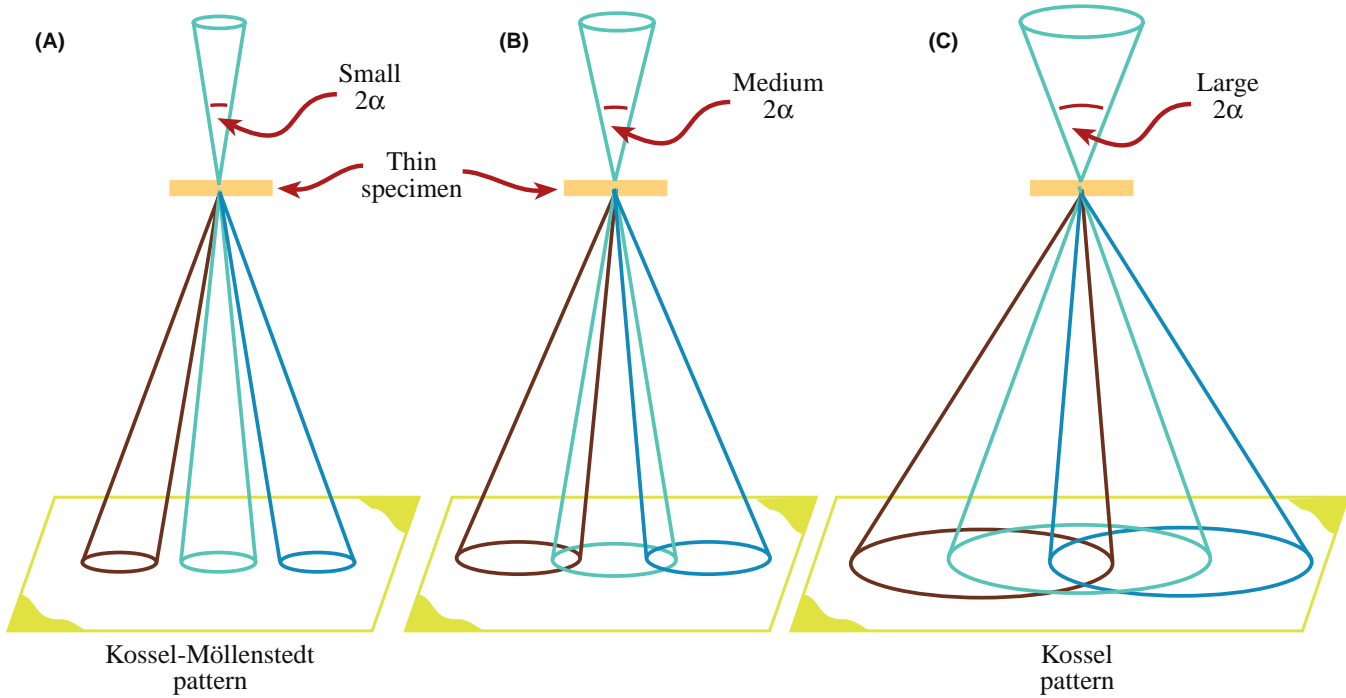 (A)
Small
2α
Thin
specimen
Kossel-Möllenstedt
pattern
(B)
Medium
2α
(C)
Large
2α
Kossel
pattern